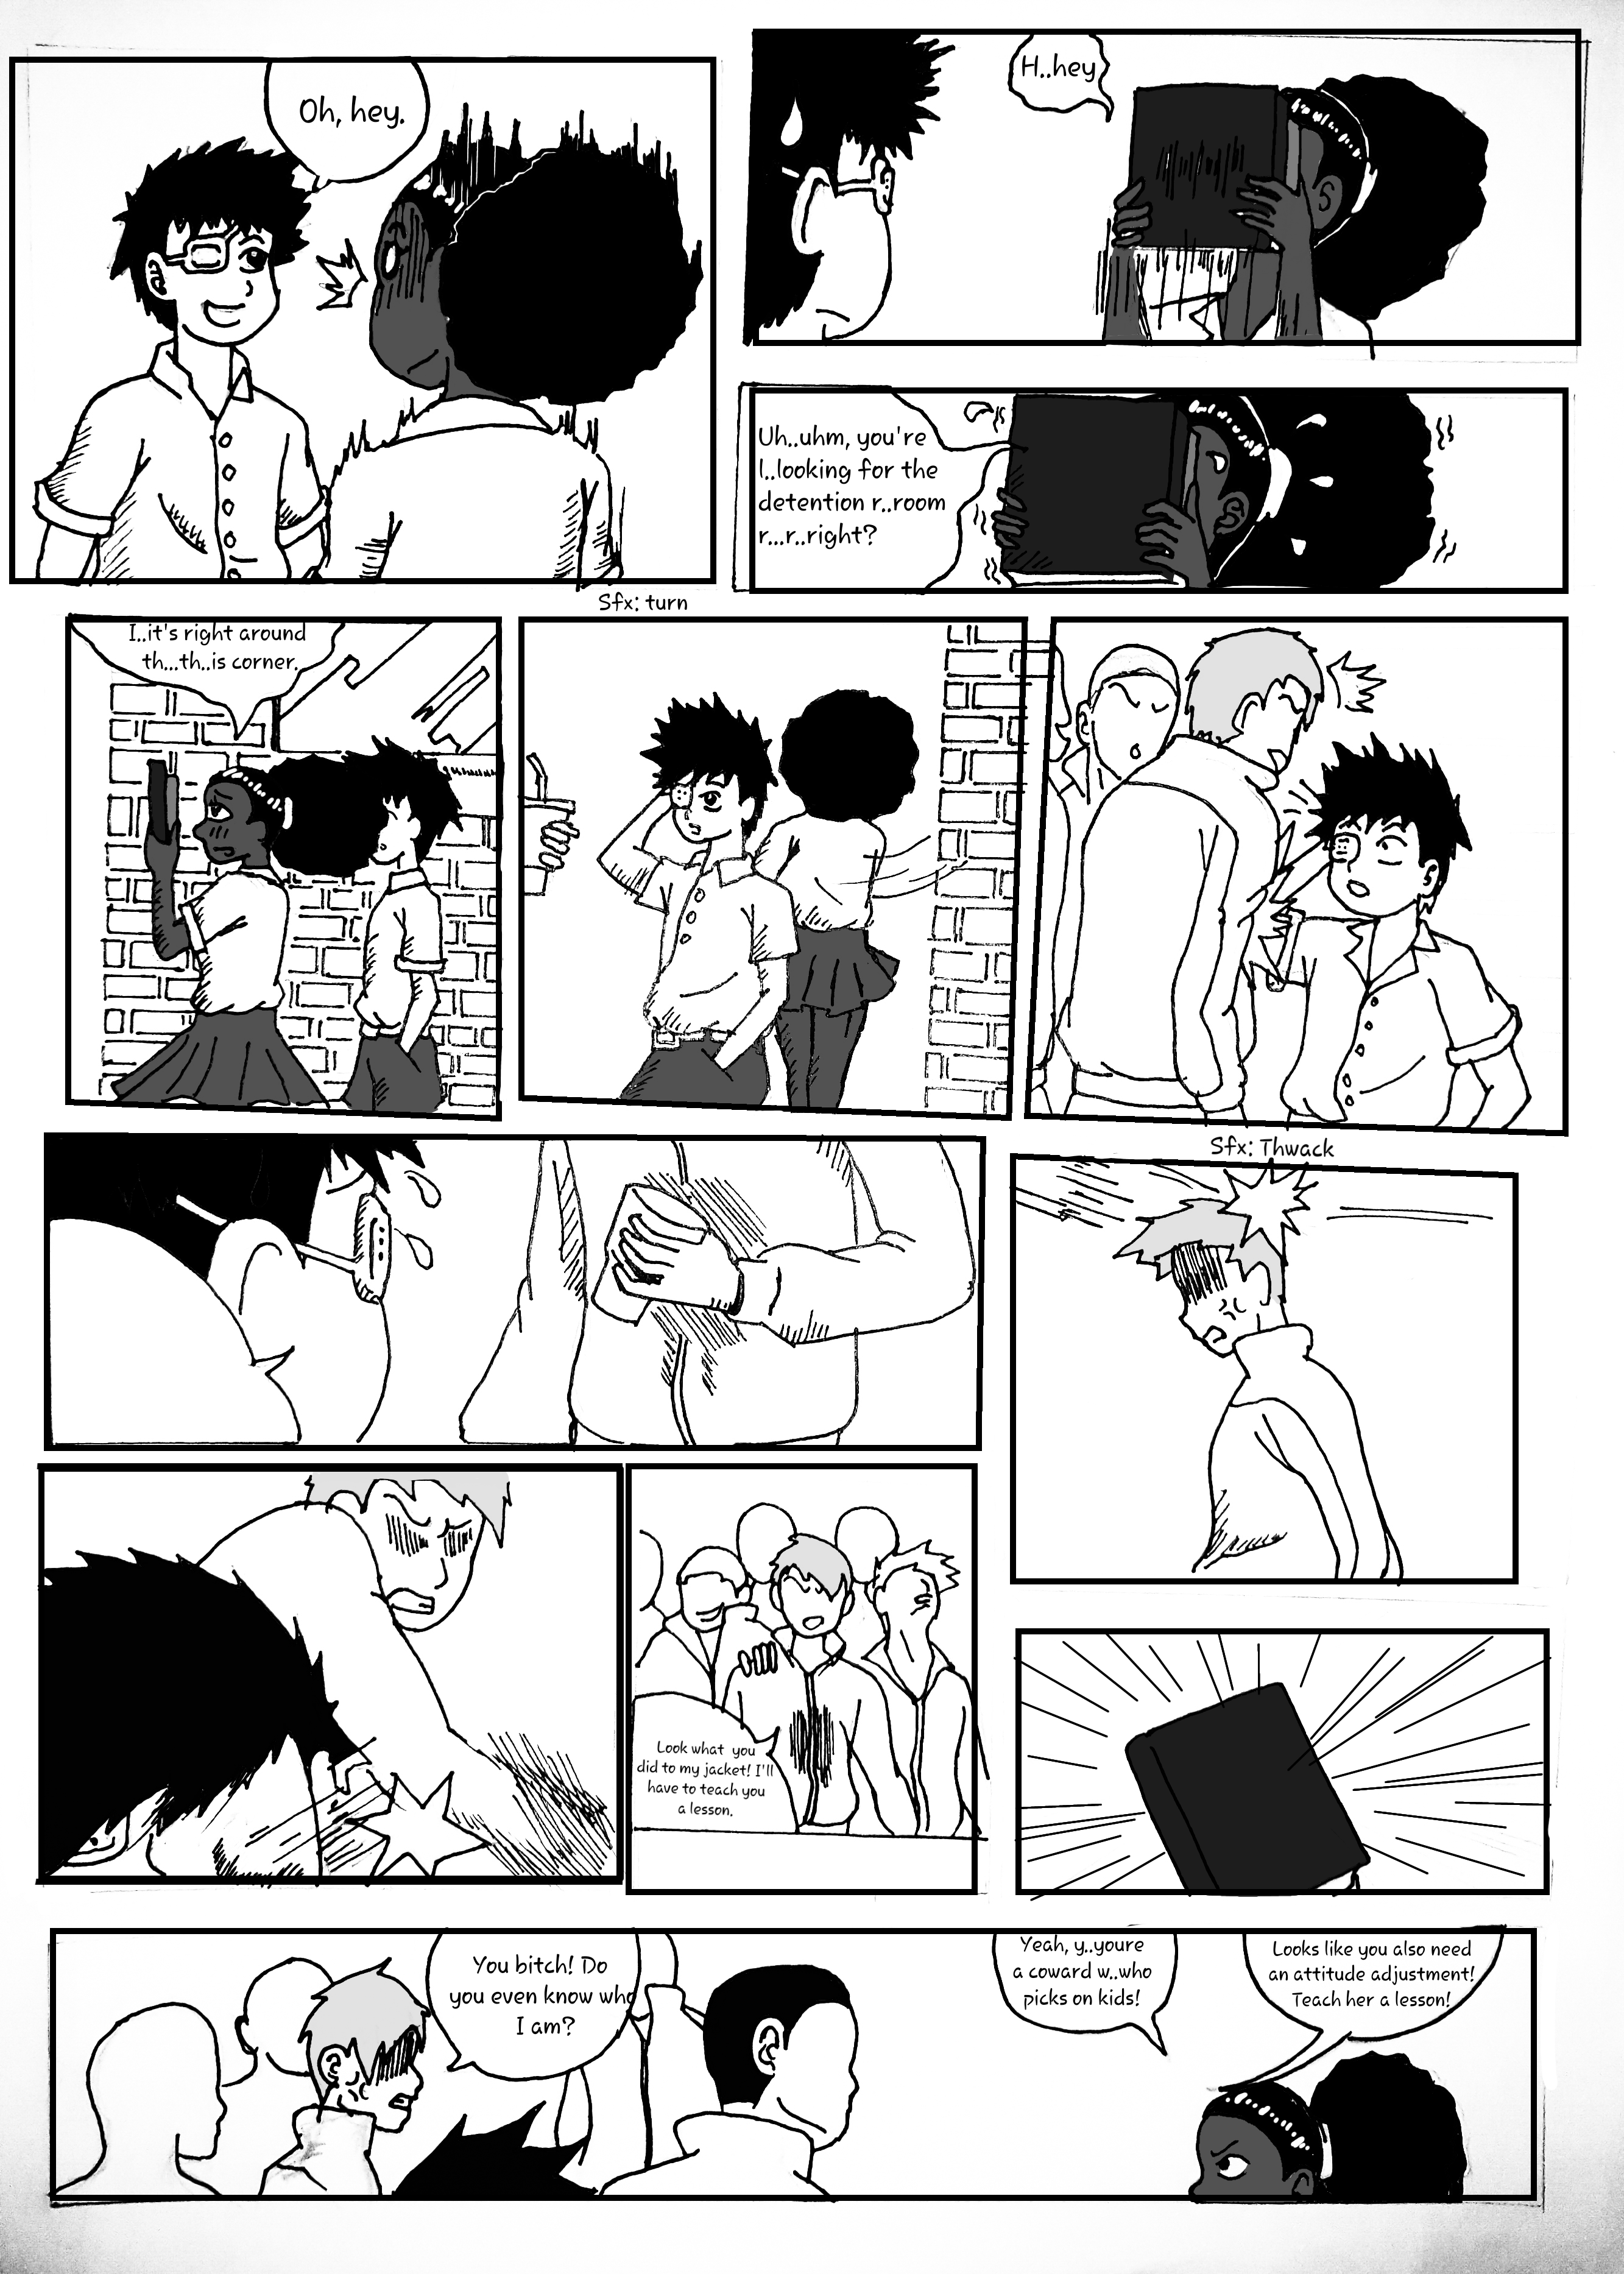 Oh, hey.
H..hey
Uh..uhm, you're
l..looking for the
detention r..room
r...r..right?
I..it's right around
th...th..is corner.
Sfx: turn
Sfx: Thwack
Look what you
did to my jacket! I'll
have to teach you
a lesson.
You bitch! Do
you even know who
I am?
Yeah, y..youre
a coward w..who
picks on kids!
Looks like you also need
an attitude adjustment!
Teach her a lesson!